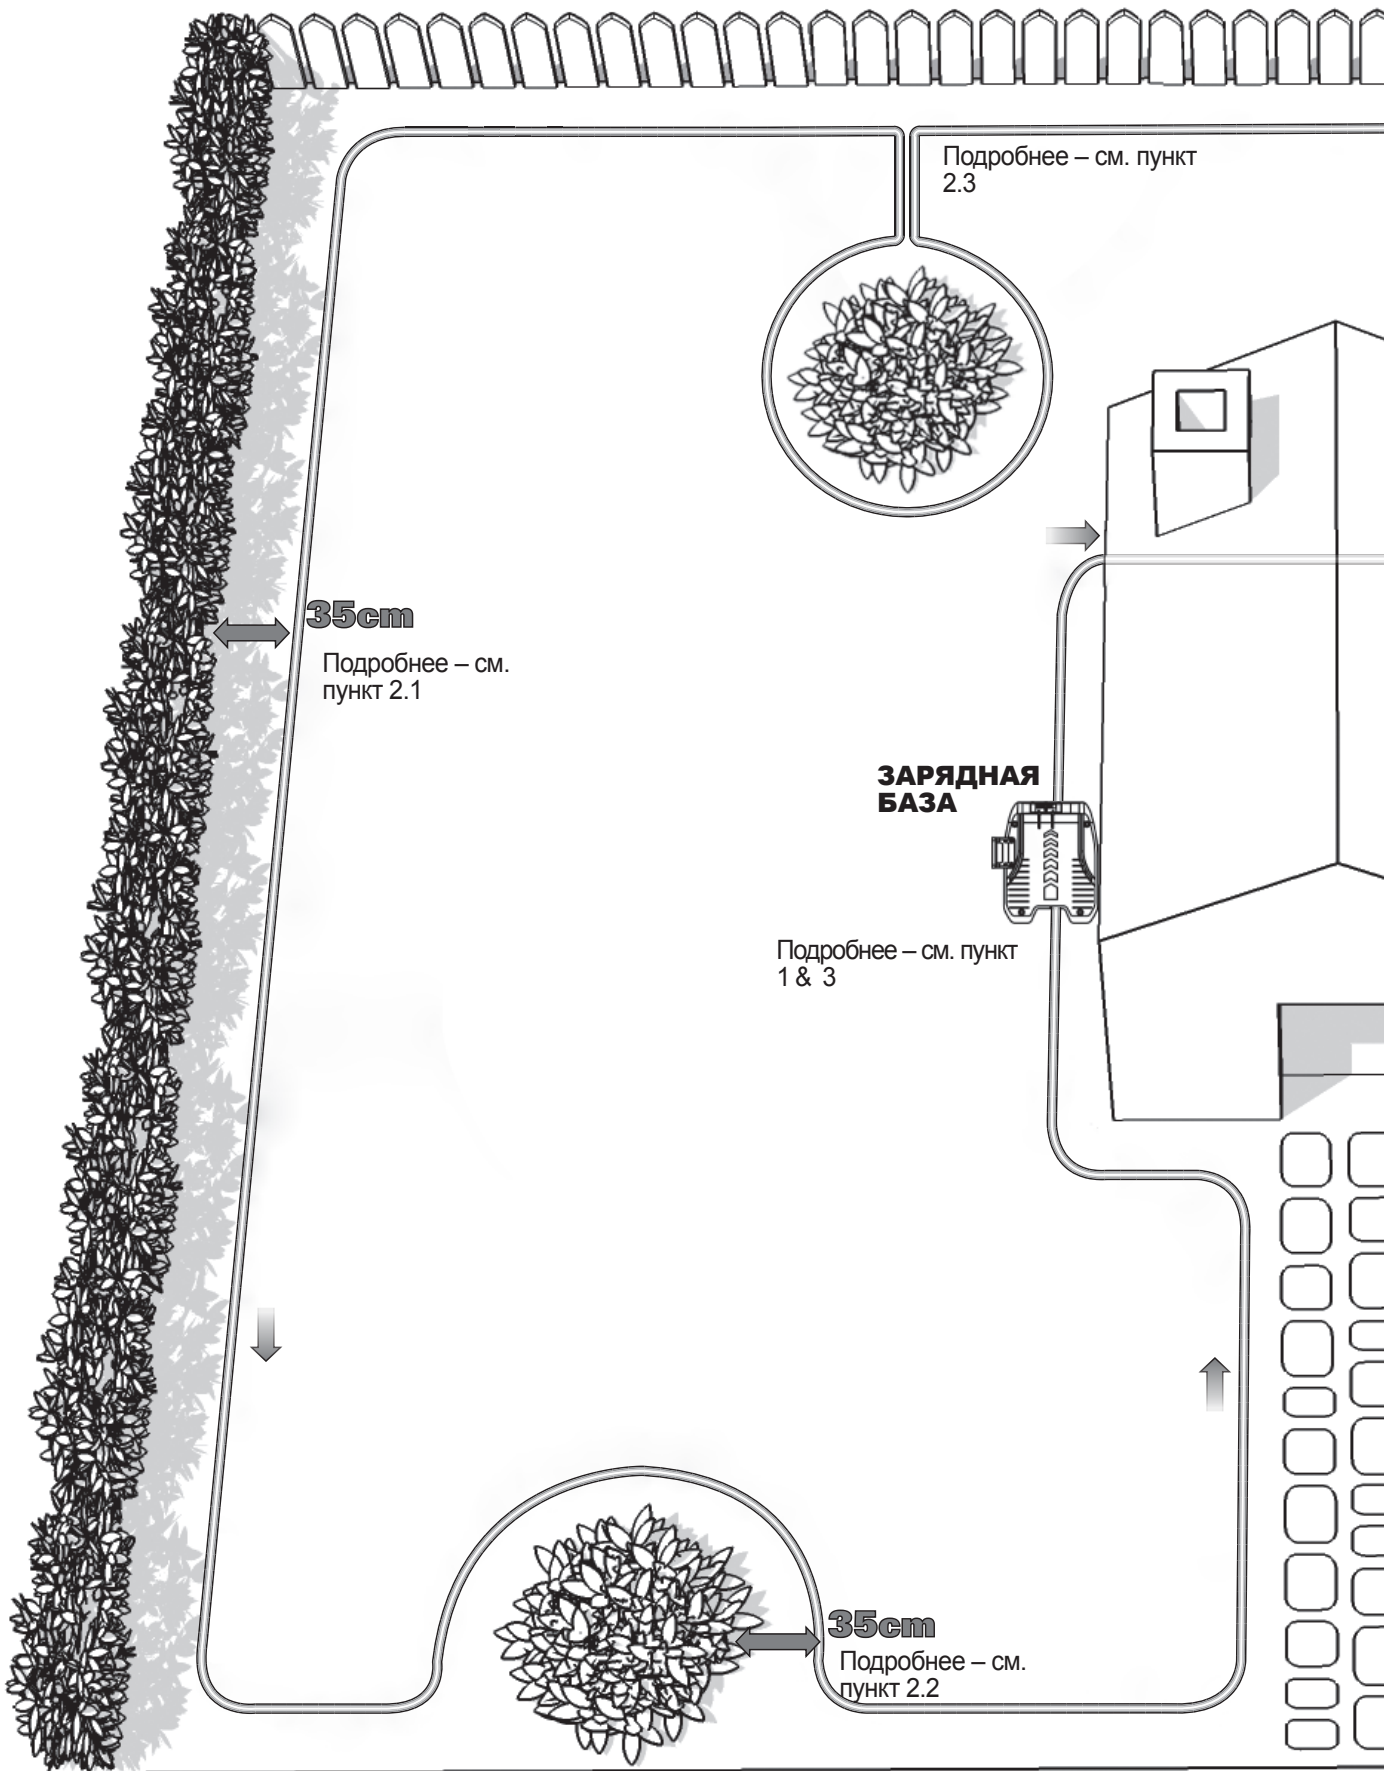 Подробнее – см. пункт
2.3
35cm
Подробнее – см.
пункт 2.1
ЗАРЯДНАЯ
БАЗА
Подробнее – см. пункт
1 & 3
35cm
Подробнее – см.
пункт 2.2